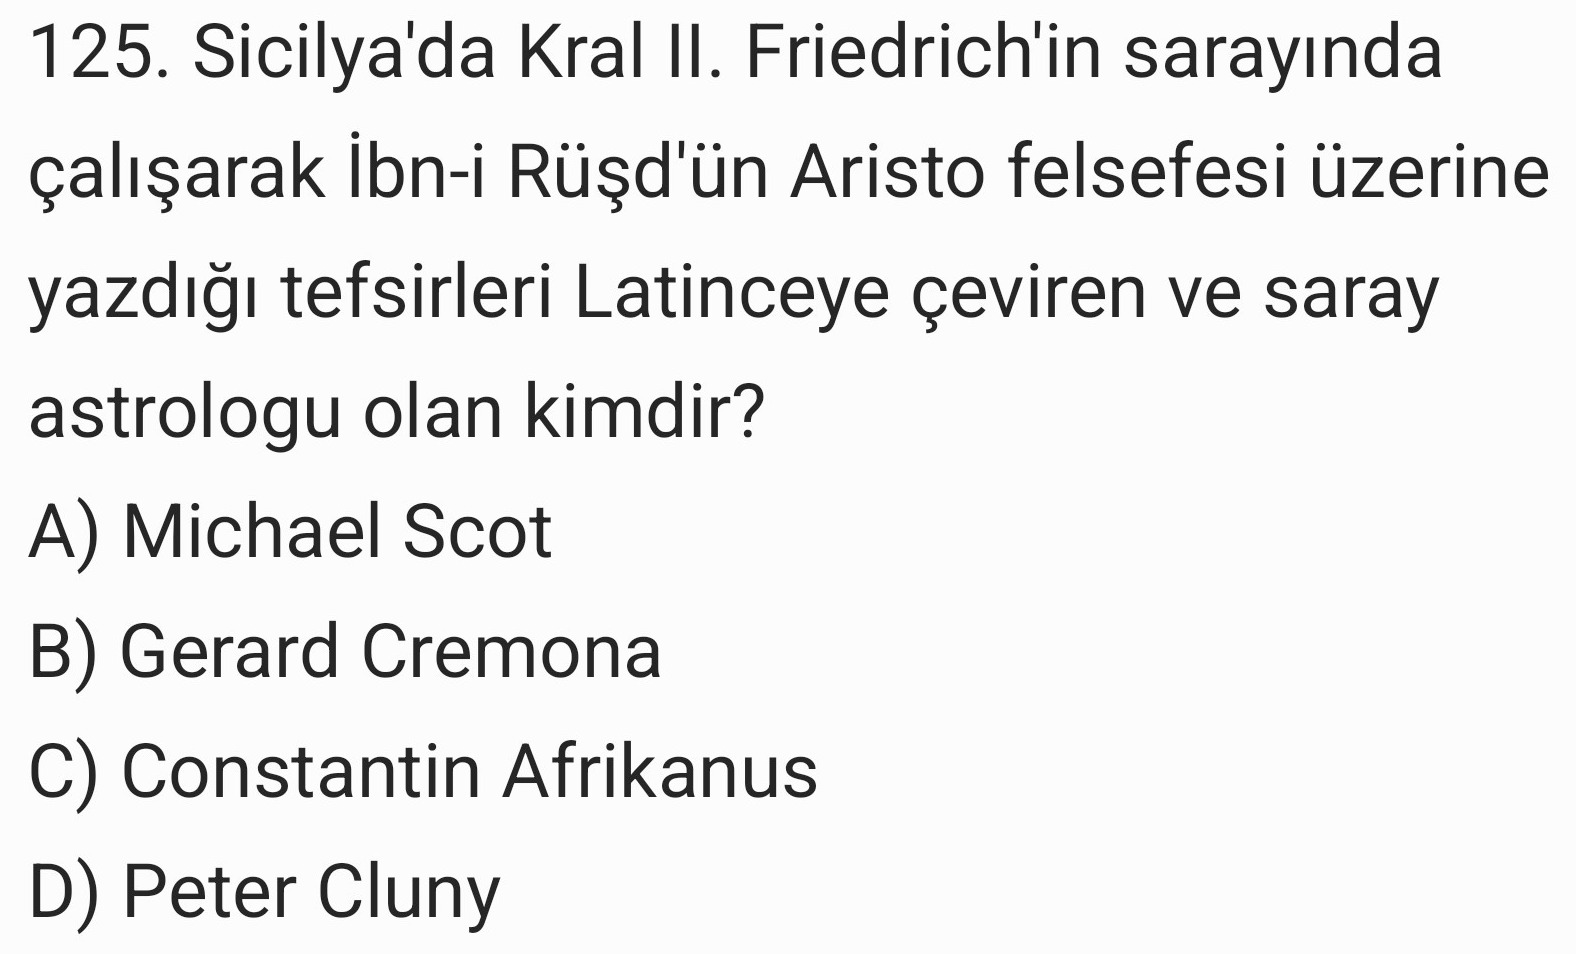 125. Sicilya'da Kral II. Friedrich'in sarayında
çalışarak İbn-i Rüşd'ün Aristo felsefesi üzerine
yazdığı tefsirleri Latinceye çeviren ve saray
astrologu olan kimdir?
A) Michael Scot
B) Gerard Cremona
C) Constantin Afrikanus
D) Peter Cluny